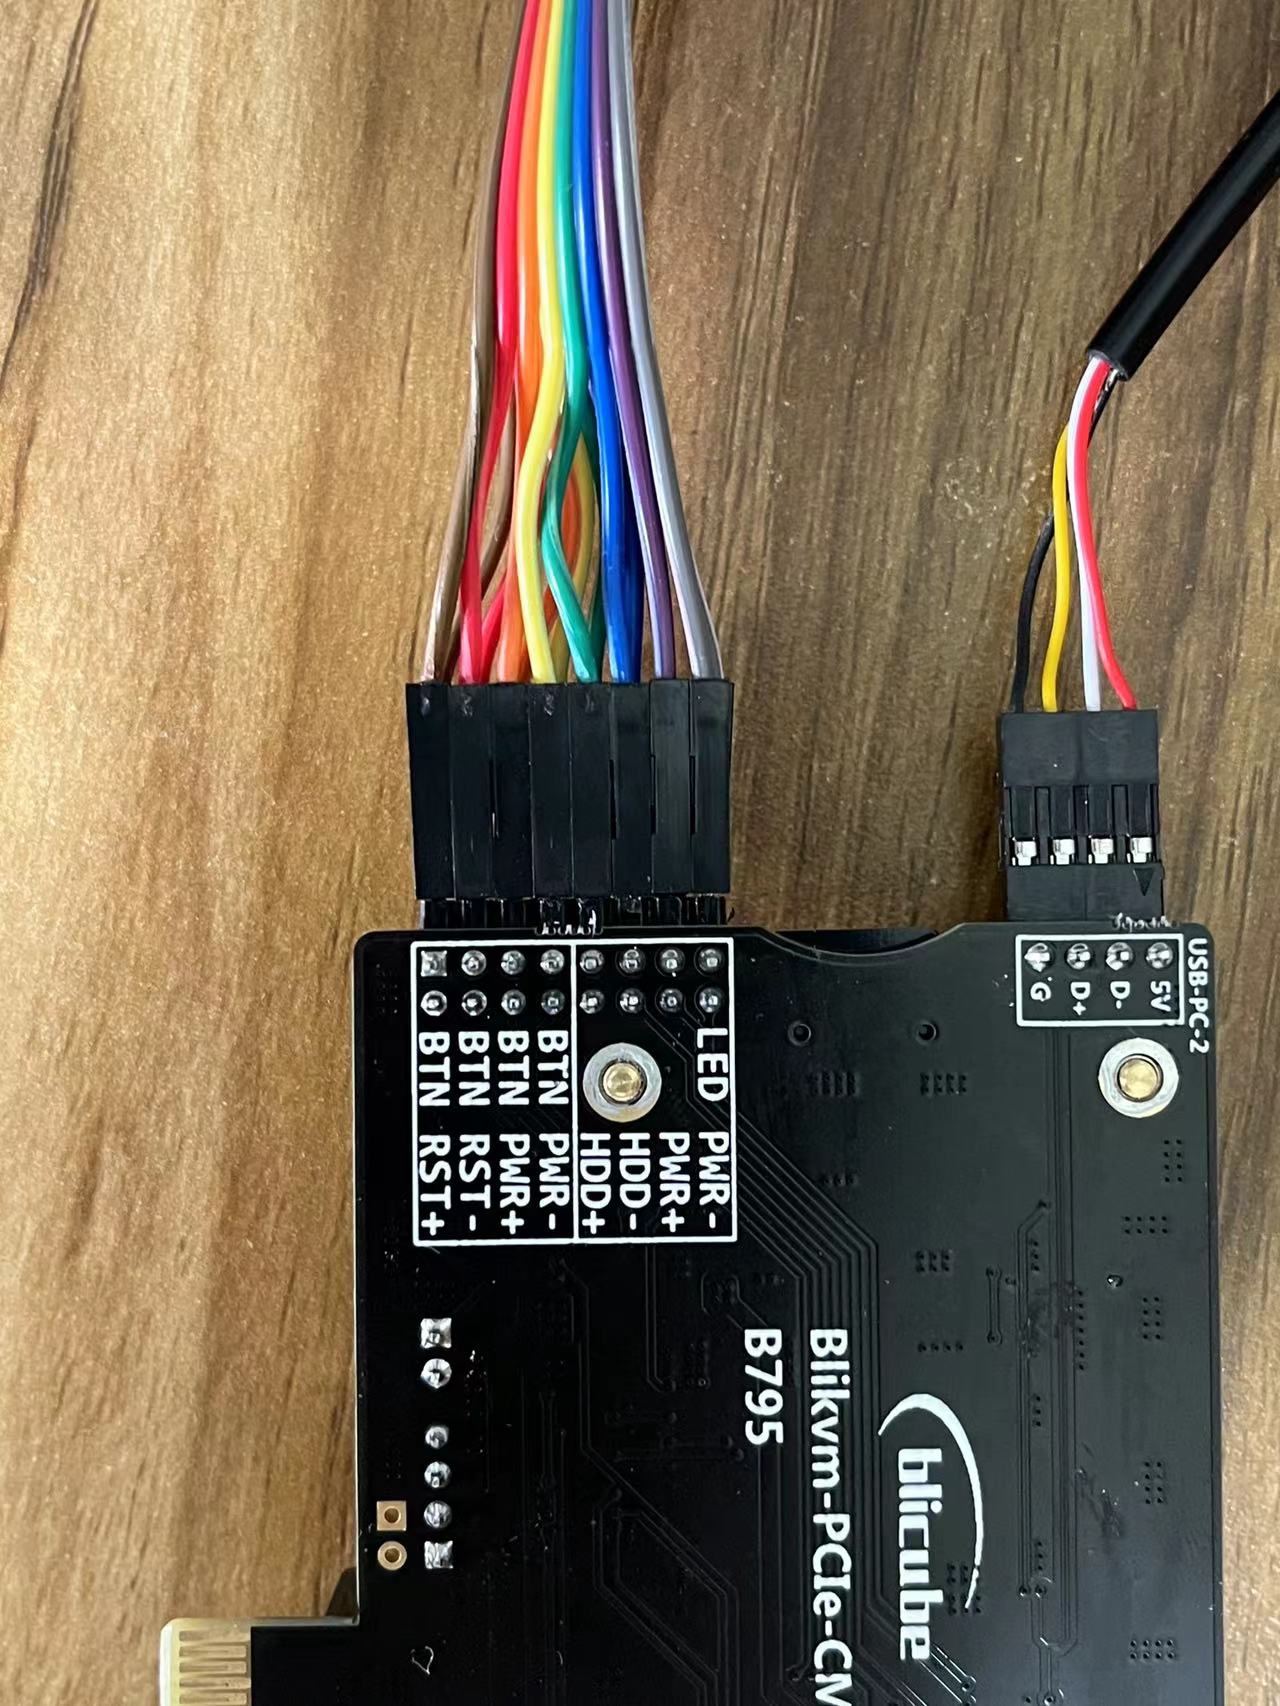 USB-PC-2
5V
D-
D+
G
blicube
Blikvm-PCIe-CM
B795
LED PWR-
PWR+
HDD-
HDD+
BTN PWR-
BTN PWR+
BTN RST-
BTN RST+